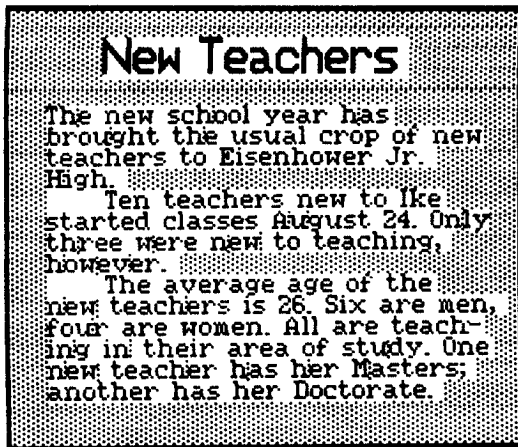 New Teachers
The new school year has
brought the usual crop of new
teachers to Eisenhower Jr.
High.
Ten teachers new to Ike
started classes August 24. Only
three were new to teaching,
however.
The average age of the
new teachers is 26. Six are men,
four are women. All are teach-
ing in their area of study. One
new teacher has her Masters;
another has her Doctorate.